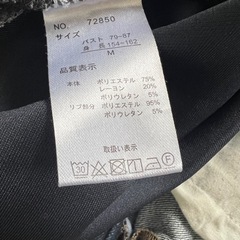 NO. 72850
サイズ
バスト 79-87
身長 154-162
M
品質表示
本体 ポリエステル 75%
レーヨン 20%
ポリウレタン 5%
リブ部分 ポリエステル 95%
ポリウレタン 5%
取扱い表示
30 F